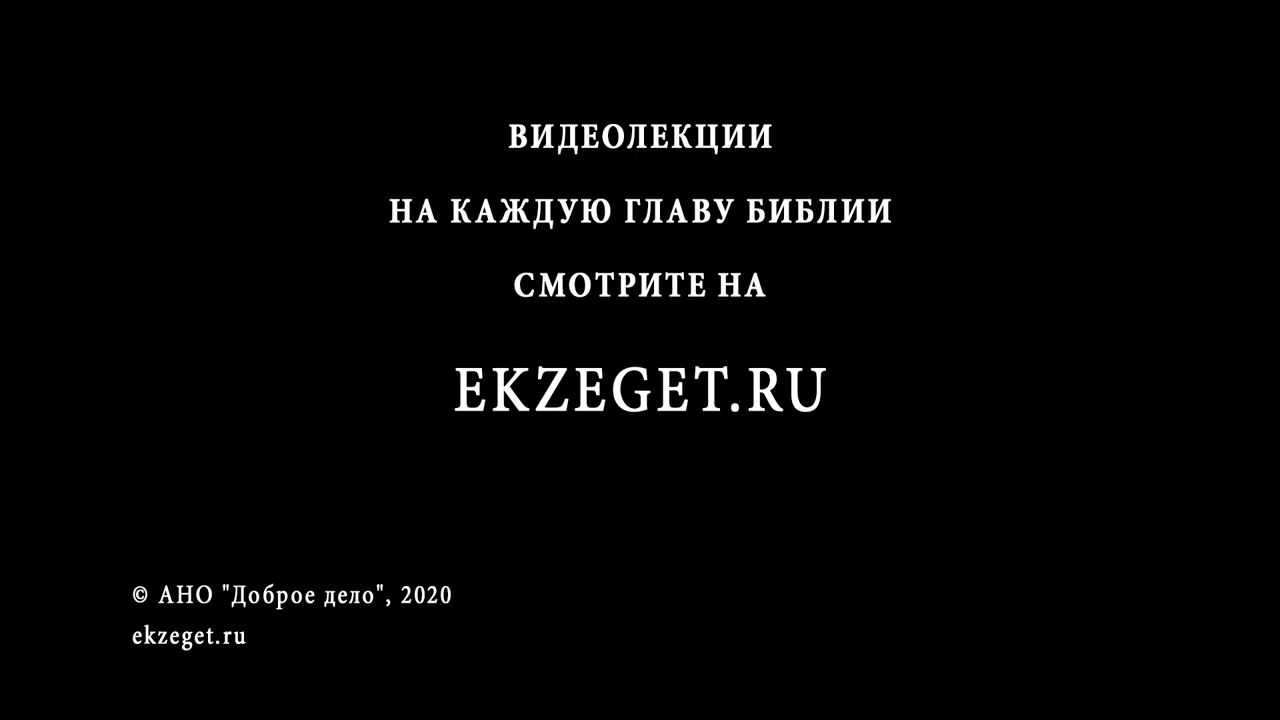 ВИДЕОЛЕКЦИИ
НА КАЖДУЮ ГЛАВУ БИБЛИИ
СМОТРИТЕ НА
EKZEGET.RU
© АНО "Доброе дело", 2020
ekzeget.ru